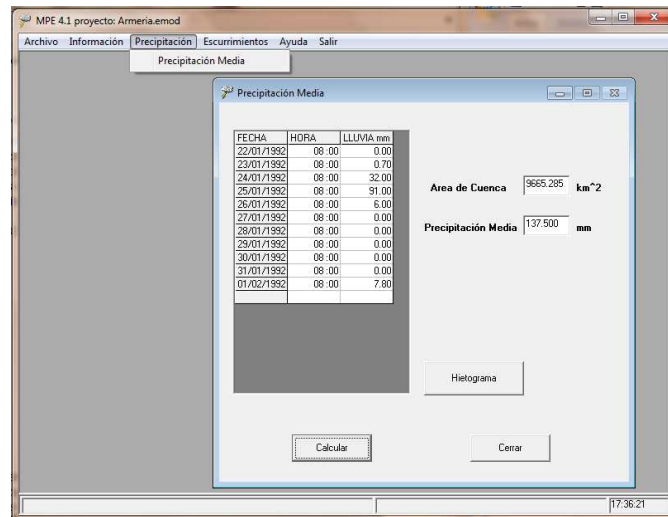 MPE 4.1 proyecto: Armeria.emod
Archivo Información Precipitación Escurrimientos Ayuda Salir
Precipitación Media
Precipitación Media
FECHA HORA LLUVIA mm
22/01/1992 08:00 0.00
23/01/1992 08:00 0.70
24/01/1992 08:00 32.00
25/01/1992 08:00 91.00
26/01/1992 08:00 6.00
27/01/1992 08:00 0.00
28/01/1992 08:00 0.00
29/01/1992 08:00 0.00
30/01/1992 08:00 0.00
31/01/1992 08:00 0.00
01/02/1992 08:00 7.80
Area de Cuenca 9665.285 km^2
Precipitación Media 137.500 mm
Hietograma
Calcular Cerrar
17:36:21